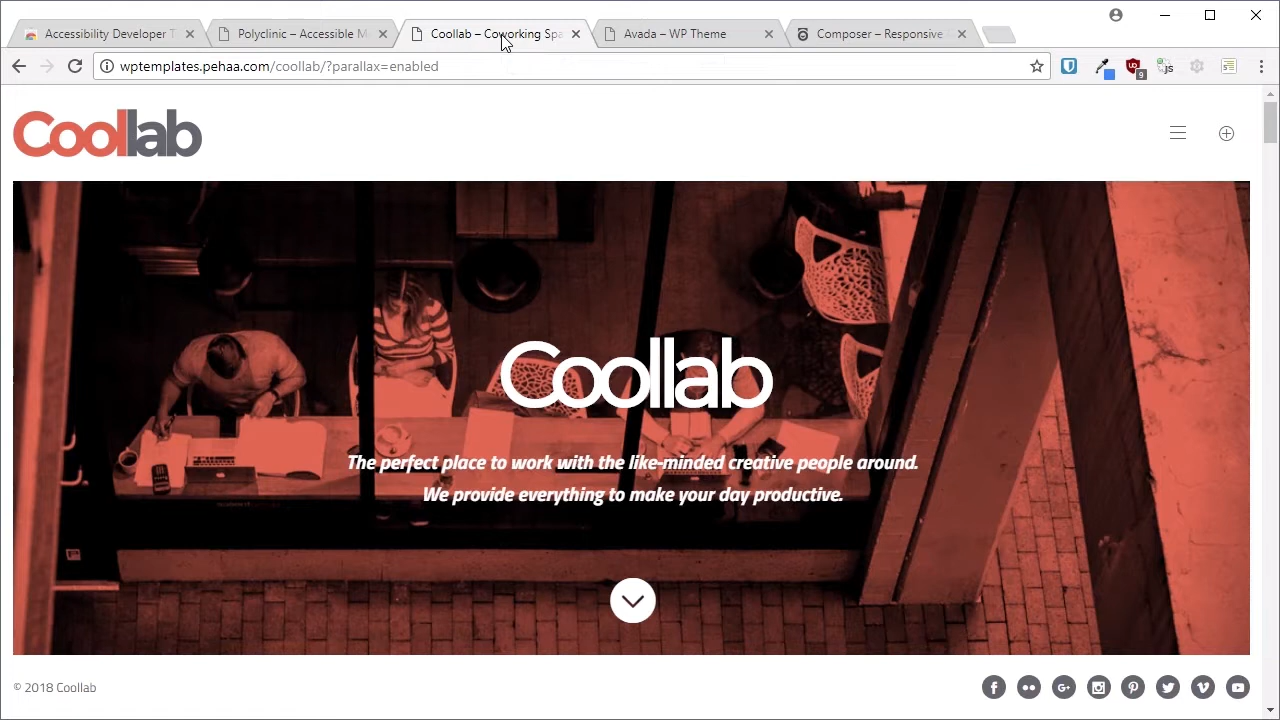 Accessibility Developer T
Polyclinic – Accessible M
Coollab – Coworking Spa
Avada – WP Theme
Composer – Responsive
wptemplates.pehaa.com/coollab/?parallax=enabled
9
js
Coollab
Coollab
The perfect place to work with the like-minded creative people around.
We provide everything to make your day productive.
© 2018 Coollab